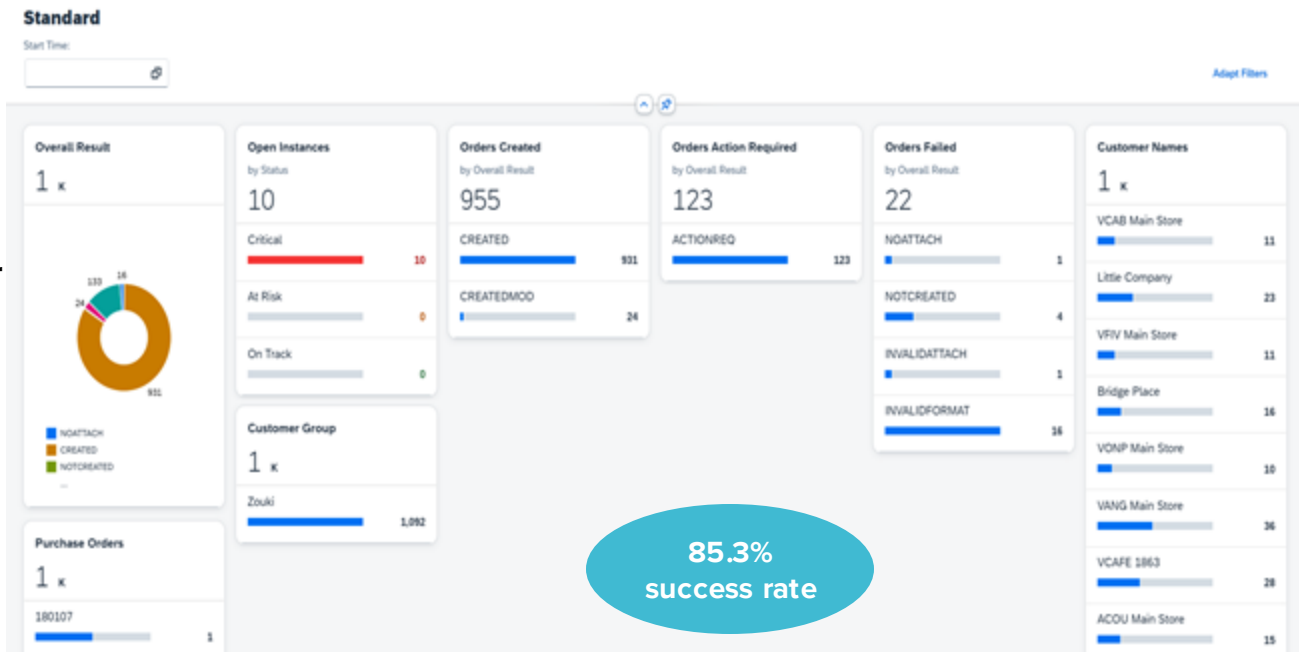 Standard
Start Time:
Adapt Filters
Overall Result
1 K
16
133
24
931
NOATTACH
CREATED
NOTCREATED
...
Purchase Orders
1 K
180107
1
Open Instances
by Status
10
Critical
10
At Risk
0
On Track
0
Customer Group
1 K
Zouki
1,092
Orders Created
by Overall Result
955
CREATED
931
CREATEDMOD
24
Orders Action Required
by Overall Result
123
ACTIONREQ
123
Orders Failed
by Overall Result
22
NOATTACH
1
NOTCREATED
4
INVALIDATTACH
1
INVALIDFORMAT
16
Customer Names
1 K
VCAB Main Store
11
Little Company
23
VFIV Main Store
11
Bridge Place
16
VONP Main Store
10
VANG Main Store
36
VCAFE 1863
28
ACOU Main Store
15
85.3%
success rate